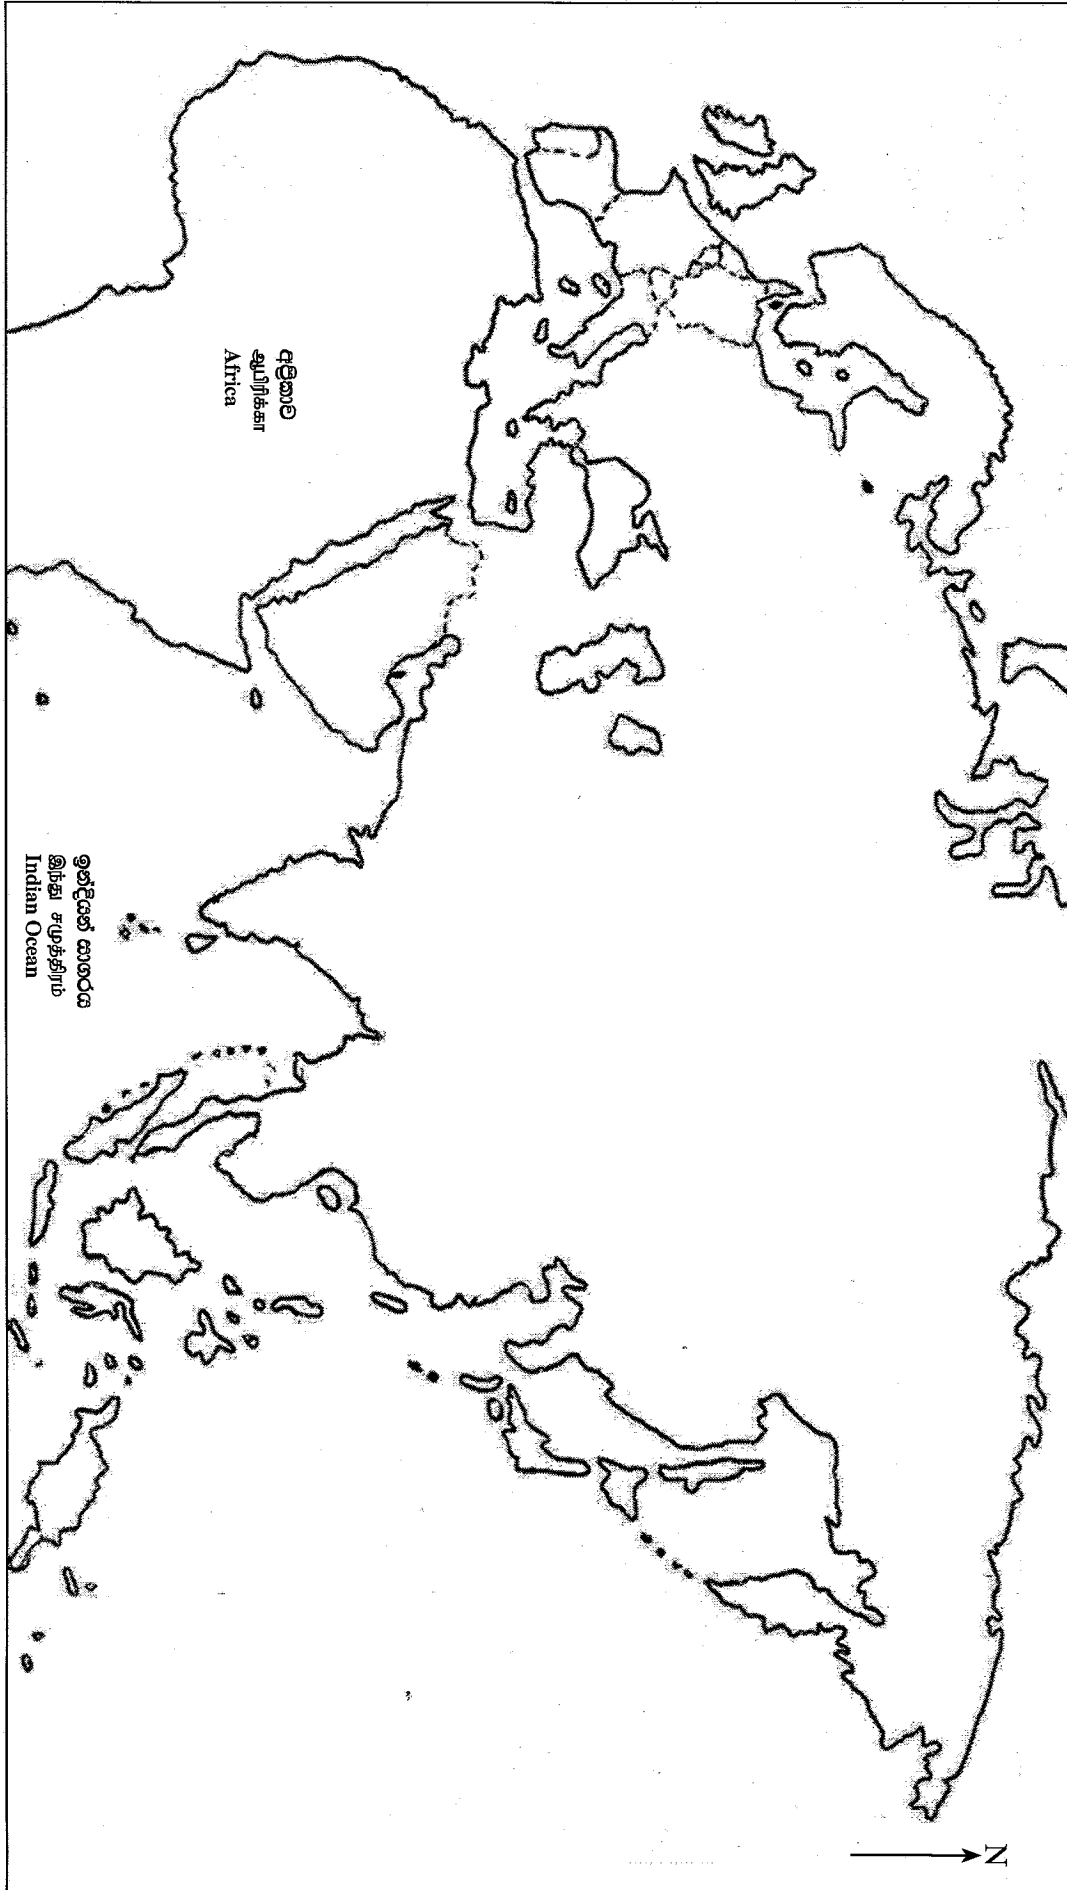 අප්‍රිකාව
ஆபிரிக்கா
Africa
ඉන්දියන් සාගරය
இந்து சமுத்திரம்
Indian Ocean
N